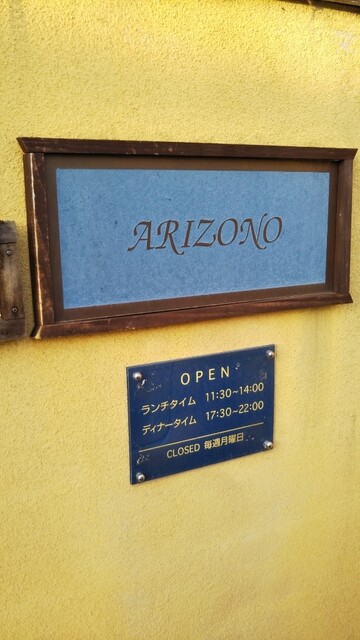 ARIZONO
OPEN
ランチタイム 11:30~14:00
ディナータイム 17:30~22:00
CLOSED 毎週月曜日